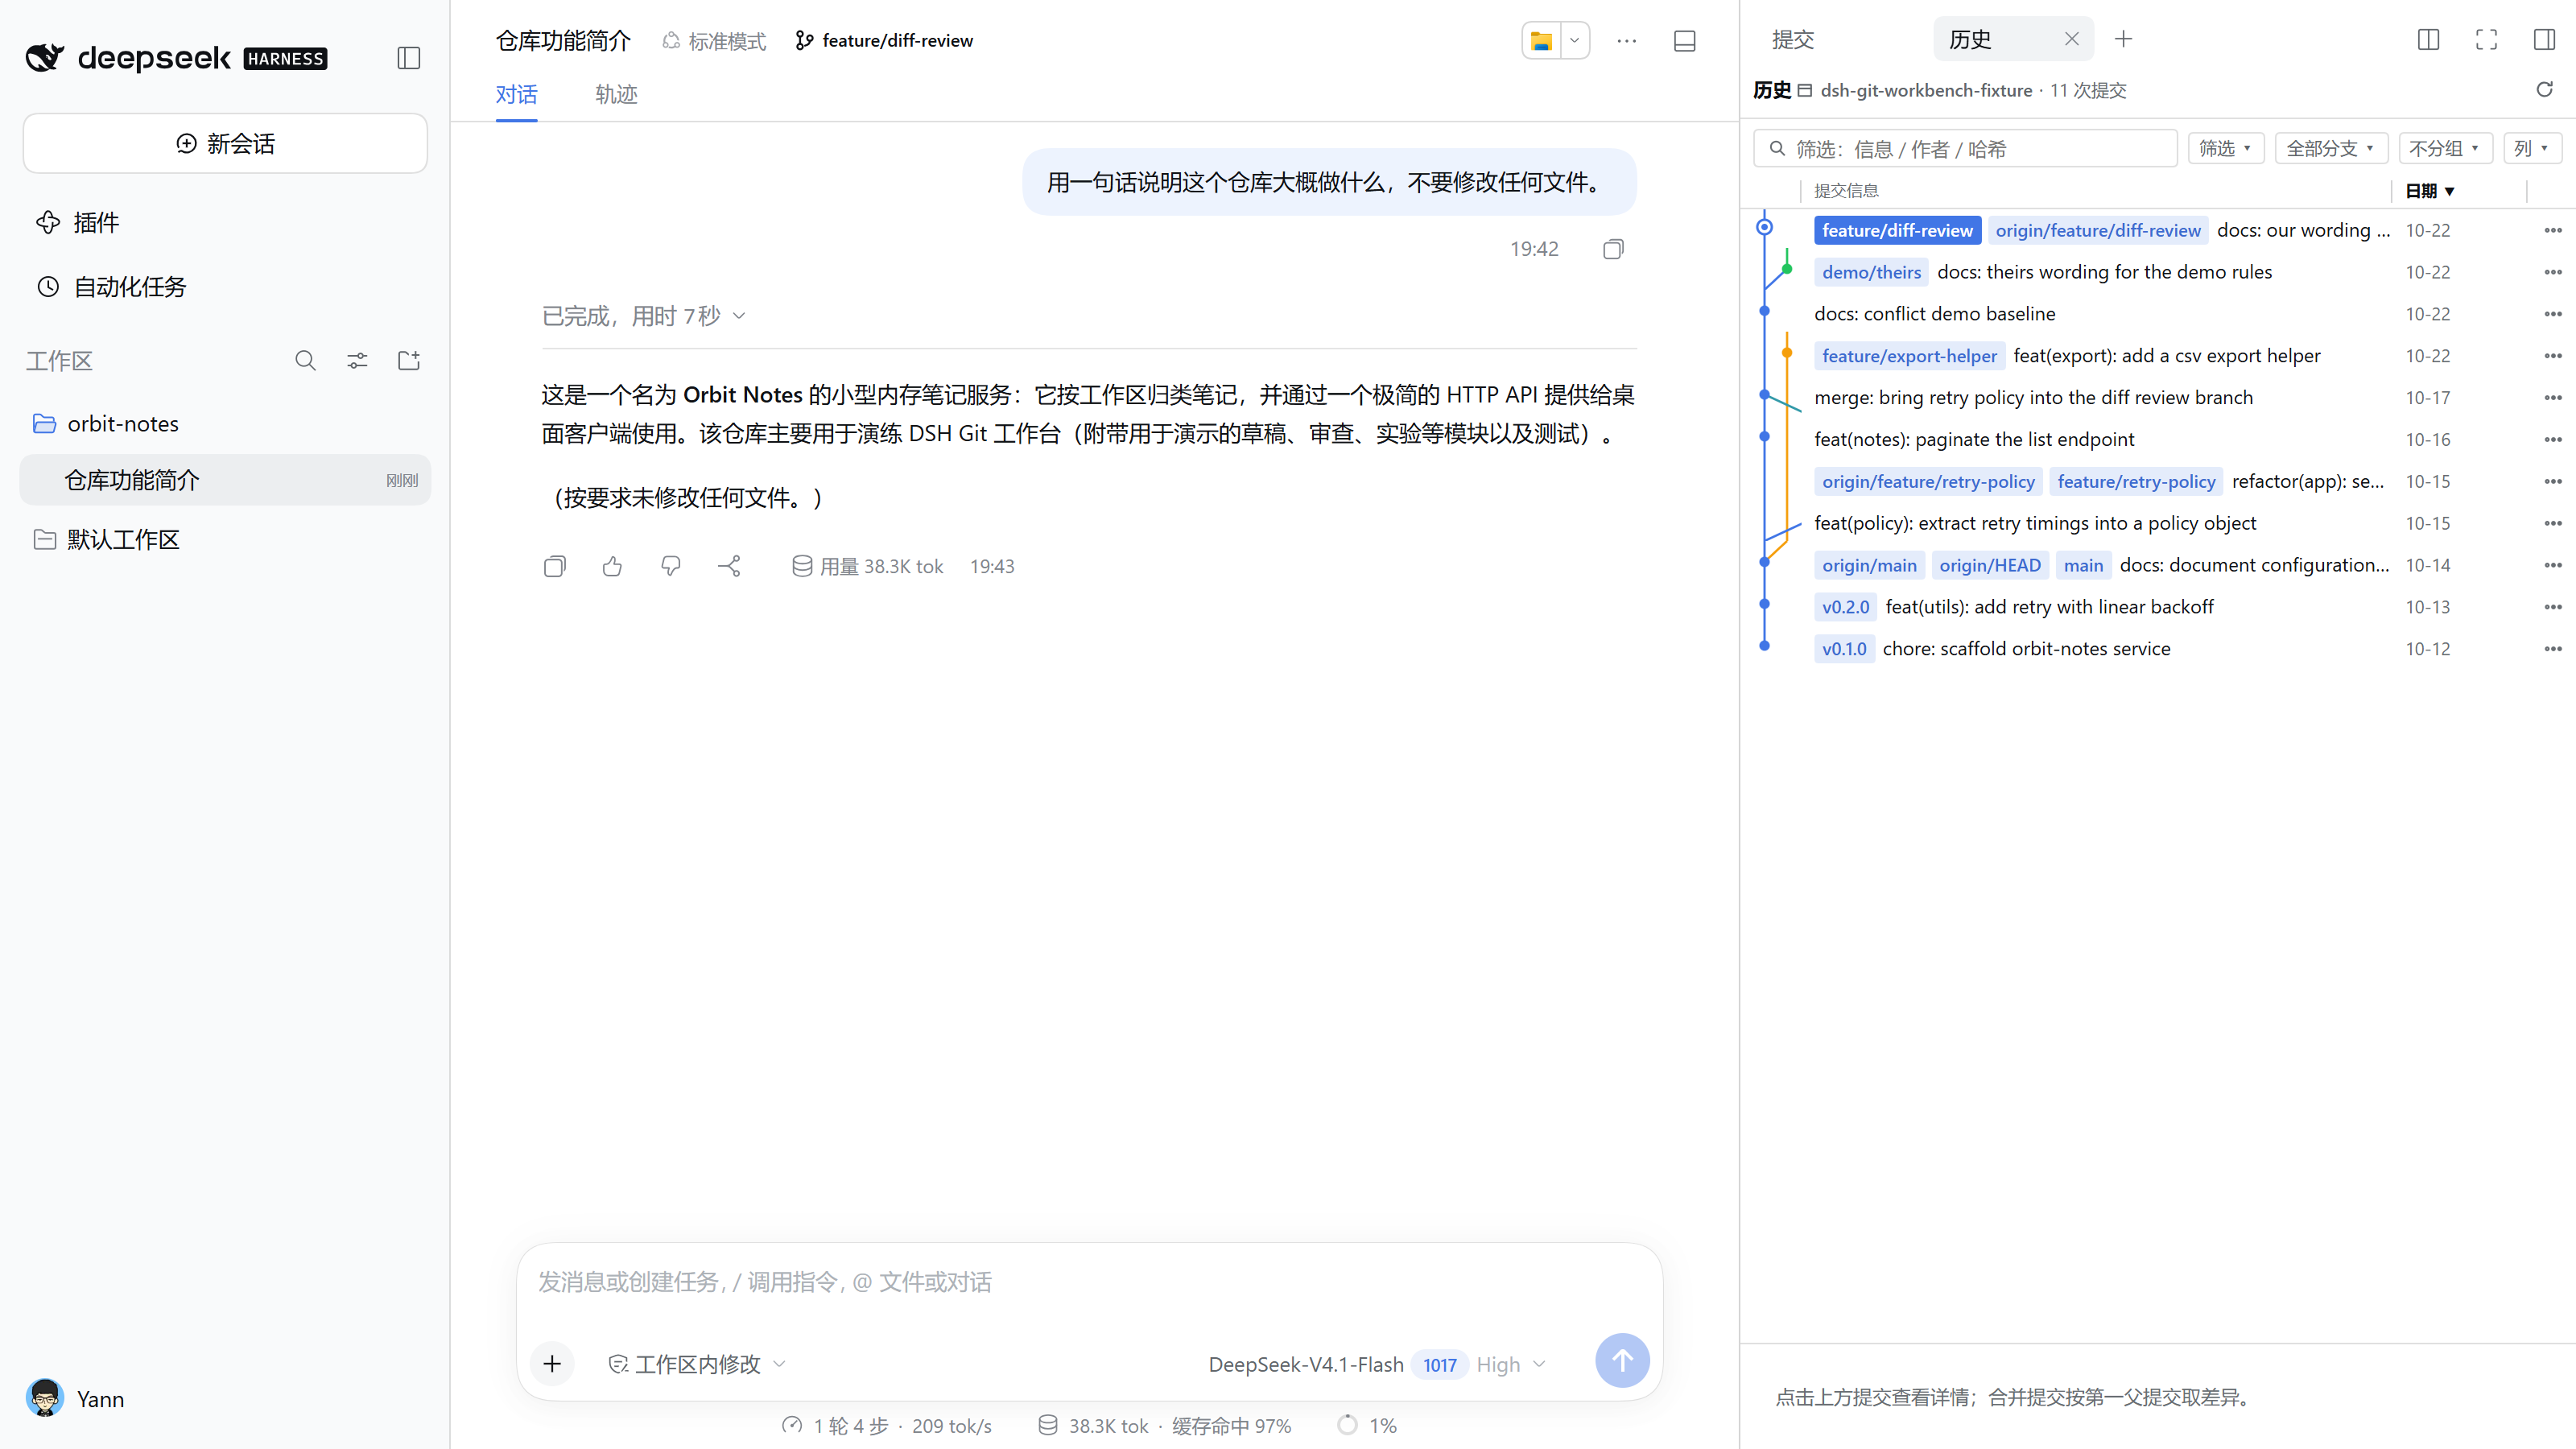 deepseek HARNESS
新会话
插件
自动化任务
工作区
orbit-notes
仓库功能简介 刚刚
默认工作区
Yann
仓库功能简介 标准模式 feature/diff-review
对话 轨迹
用一句话说明这个仓库大概做什么，不要修改任何文件。
19:42
已完成，用时 7秒
这是一个名为 Orbit Notes 的小型内存笔记服务：它按工作区归类笔记，并通过一个极简的 HTTP API 提供给桌
面客户端使用。该仓库主要用于演练 DSH Git 工作台（附带用于演示的草稿、审查、实验等模块以及测试）。
（按要求未修改任何文件。）
用量 38.3K tok 19:43
发消息或创建任务, / 调用指令, @ 文件或对话
工作区内修改 DeepSeek-V4.1-Flash 1017 High
1 轮 4 步 · 209 tok/s 38.3K tok · 缓存命中 97% 1%
提交 历史
历史 dsh-git-workbench-fixture · 11 次提交
筛选：信息 / 作者 / 哈希 筛选 全部分支 不分组 列
提交信息 日期
feature/diff-review origin/feature/diff-review docs: our wording ... 10-22
demo/theirs docs: theirs wording for the demo rules 10-22
docs: conflict demo baseline 10-22
feature/export-helper feat(export): add a csv export helper 10-22
merge: bring retry policy into the diff review branch 10-17
feat(notes): paginate the list endpoint 10-16
origin/feature/retry-policy feature/retry-policy refactor(app): se... 10-15
feat(policy): extract retry timings into a policy object 10-15
origin/main origin/HEAD main docs: document configuration... 10-14
v0.2.0 feat(utils): add retry with linear backoff 10-13
v0.1.0 chore: scaffold orbit-notes service 10-12
点击上方提交查看详情；合并提交按第一父提交取差异。